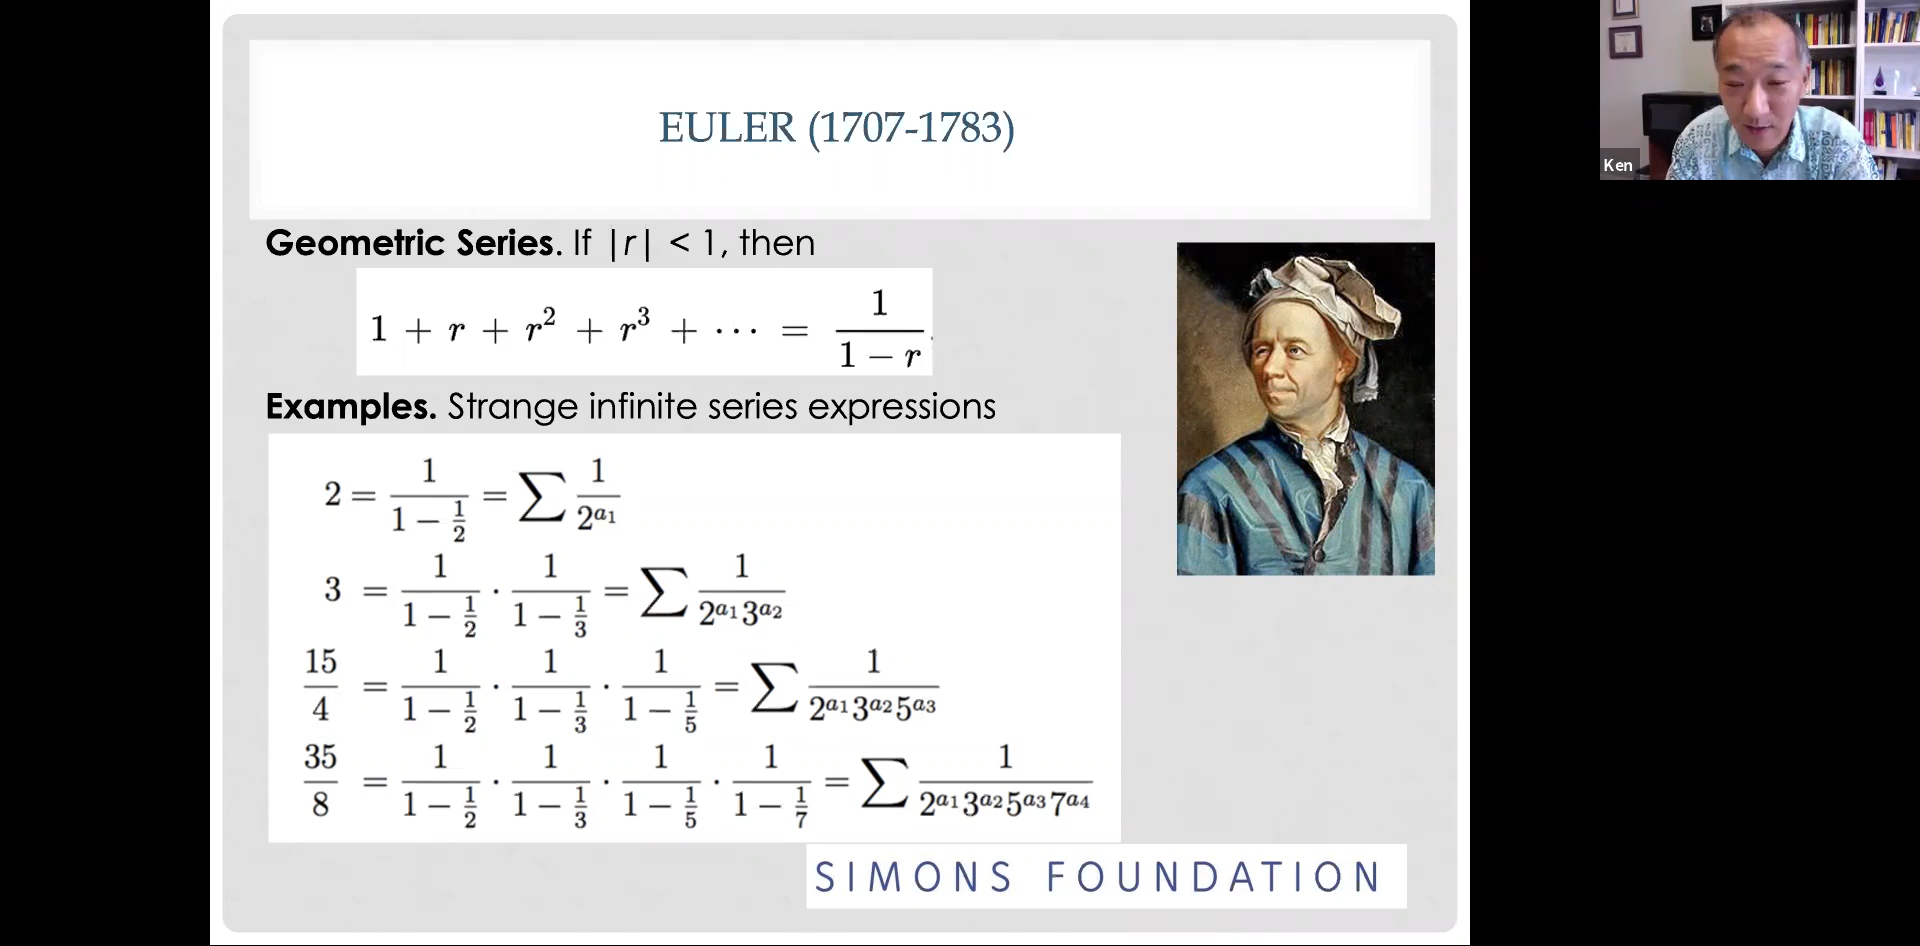 EULER (1707-1783)
Ken
Geometric Series. If |r| < 1, then
1 + r + r² + r³ + ⋯ = 1/(1 − r).
Examples. Strange infinite series expressions
2 = 1/(1 − 1/2) = ∑ 1/2^{a₁}
3 = 1/(1 − 1/2) · 1/(1 − 1/3) = ∑ 1/(2^{a₁}3^{a₂})
15/4 = 1/(1 − 1/2) · 1/(1 − 1/3) · 1/(1 − 1/5) = ∑ 1/(2^{a₁}3^{a₂}5^{a₃})
35/8 = 1/(1 − 1/2) · 1/(1 − 1/3) · 1/(1 − 1/5) · 1/(1 − 1/7) = ∑ 1/(2^{a₁}3^{a₂}5^{a₃}7^{a₄})
SIMONS FOUNDATION